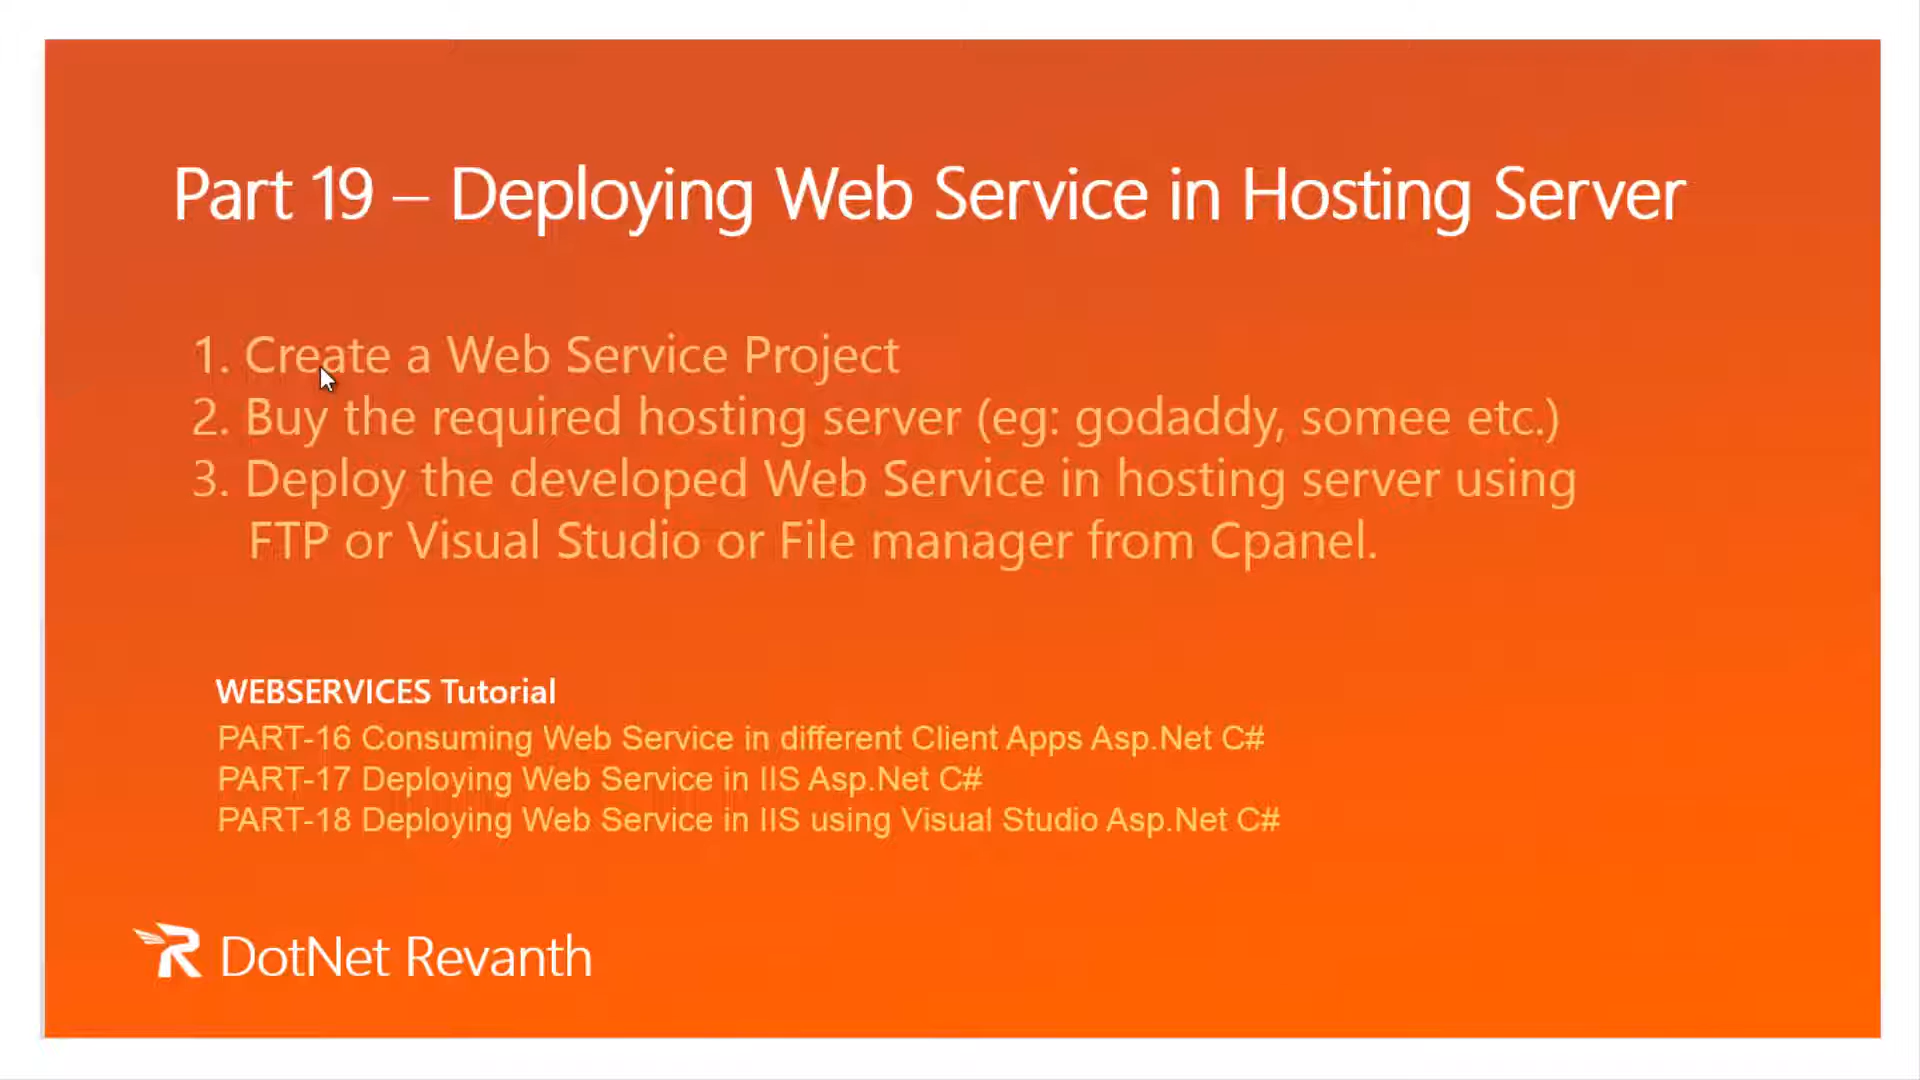 Part 19 – Deploying Web Service in Hosting Server
1. Create a Web Service Project
2. Buy the required hosting server (eg: godaddy, somee etc.)
3. Deploy the developed Web Service in hosting server using
FTP or Visual Studio or File manager from Cpanel.
WEBSERVICES Tutorial
PART-16 Consuming Web Service in different Client Apps Asp.Net C#
PART-17 Deploying Web Service in IIS Asp.Net C#
PART-18 Deploying Web Service in IIS using Visual Studio Asp.Net C#
DotNet Revanth